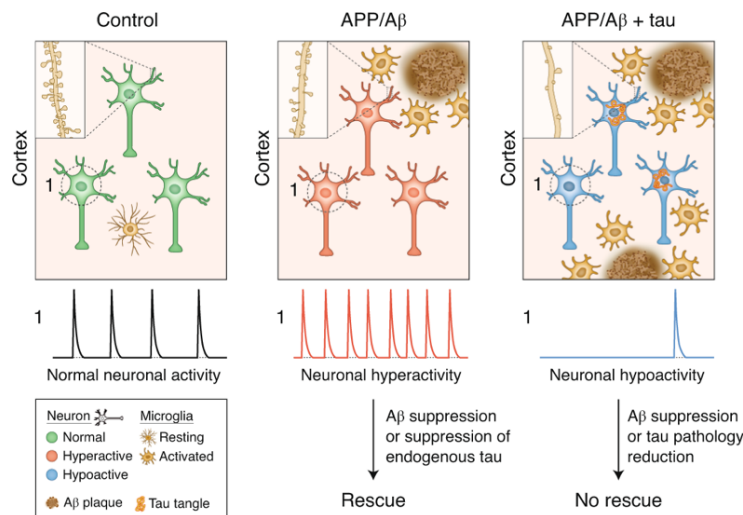 Control
APP/Aβ
APP/Aβ + tau
Cortex
1
Cortex
1
Cortex
1
1
Normal neuronal activity
1
Neuronal hyperactivity
1
Neuronal hypoactivity
Neuron
Microglia
Normal
Resting
Hyperactive
Activated
Hypoactive
Aβ plaque
Tau tangle
Aβ suppression
or suppression of
endogenous tau
Rescue
Aβ suppression
or tau pathology
reduction
No rescue